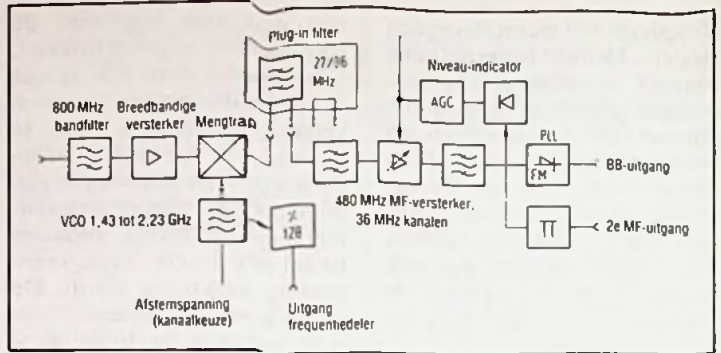 Plug-in filter
27/36
MHz
Niveau-indicator
AGC
800 MHz
bandfilter
Breedbandige
versterker
Mengtrap
PLL
FM
BB-uitgang
480 MHz MF-versterker,
36 MHz kanalen
VCO 1,43 tot 2,23 GHz
128
2e MF-uitgang
Afstemspanning
(kanaalkeuze)
Uitgang
frequentiedeler